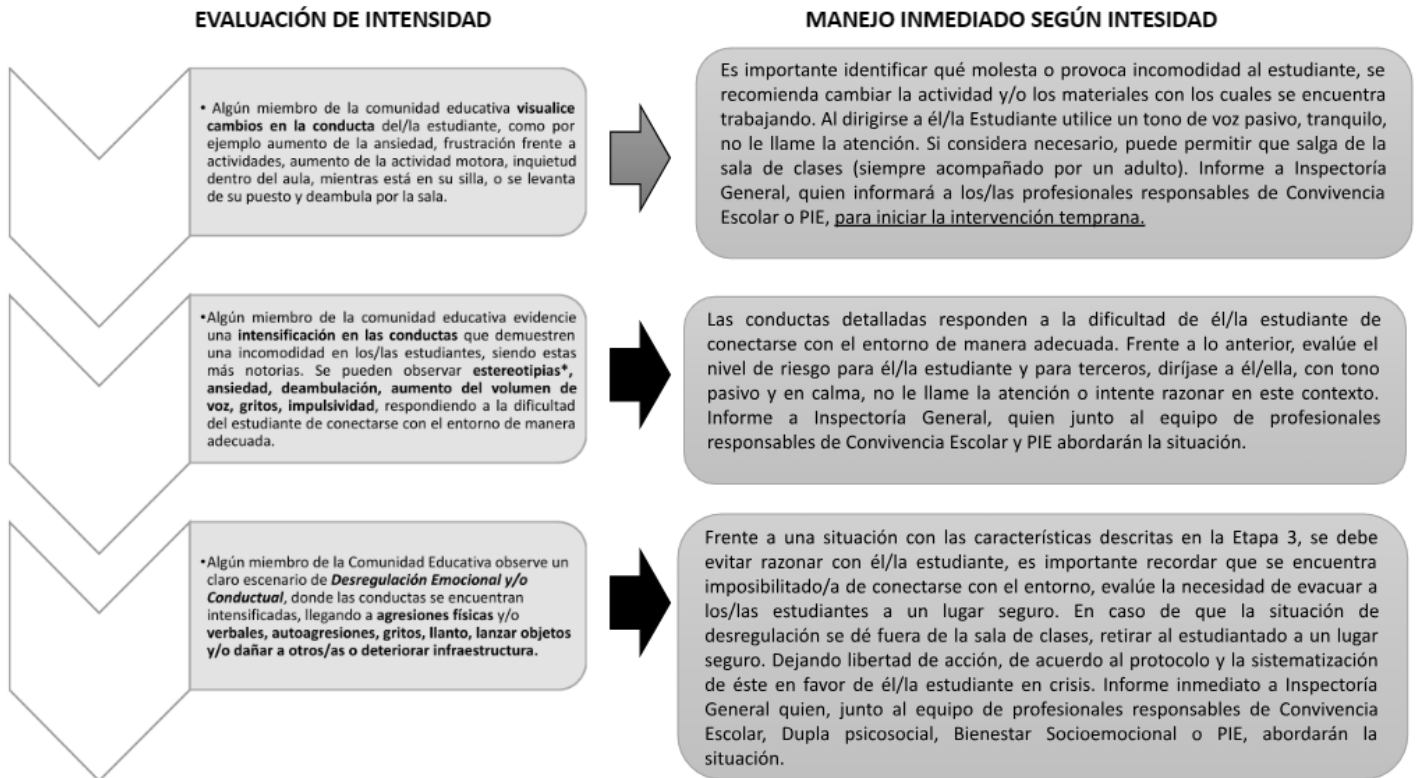 EVALUACIÓN DE INTENSIDAD
MANEJO INMEDIADO SEGÚN INTESIDAD
• Algún miembro de la comunidad educativa visualice
cambios en la conducta del/la estudiante, como por
ejemplo aumento de la ansiedad, frustración frente a
actividades, aumento de la actividad motora, inquietud
dentro del aula, mientras está en su silla, o se levanta
de su puesto y deambula por la sala.
Es importante identificar qué molesta o provoca incomodidad al estudiante, se
recomienda cambiar la actividad y/o los materiales con los cuales se encuentra
trabajando. Al dirigirse a él/la Estudiante utilice un tono de voz pasivo, tranquilo,
no le llame la atención. Si considera necesario, puede permitir que salga de la
sala de clases (siempre acompañado por un adulto). Informe a Inspectoría
General, quien informará a los/las profesionales responsables de Convivencia
Escolar o PIE, para iniciar la intervención temprana.
•Algún miembro de la comunidad educativa evidencie
una intensificación en las conductas que demuestren
una incomodidad en los/las estudiantes, siendo estas
más notorias. Se pueden observar estereotipias*,
ansiedad, deambulación, aumento del volumen de
voz, gritos, impulsividad, respondiendo a la dificultad
del estudiante de conectarse con el entorno de manera
adecuada.
Las conductas detalladas responden a la dificultad de él/la estudiante de
conectarse con el entorno de manera adecuada. Frente a lo anterior, evalúe el
nivel de riesgo para él/la estudiante y para terceros, diríjase a él/ella, con tono
pasivo y en calma, no le llame la atención o intente razonar en este contexto.
Informe a Inspectoría General, quien junto al equipo de profesionales
responsables de Convivencia Escolar y PIE abordarán la situación.
•Algún miembro de la Comunidad Educativa observe un
claro escenario de Desregulación Emocional y/o
Conductual, donde las conductas se encuentran
intensificadas, llegando a agresiones físicas y/o
verbales, autoagresiones, gritos, llanto, lanzar objetos
y/o dañar a otros/as o deteriorar infraestructura.
Frente a una situación con las características descritas en la Etapa 3, se debe
evitar razonar con él/la estudiante, es importante recordar que se encuentra
imposibilitado/a de conectarse con el entorno, evalúe la necesidad de evacuar a
los/las estudiantes a un lugar seguro. En caso de que la situación de
desregulación se dé fuera de la sala de clases, retirar al estudiantado a un lugar
seguro. Dejando libertad de acción, de acuerdo al protocolo y la sistematización
de éste en favor de él/la estudiante en crisis. Informe inmediato a Inspectoría
General quien, junto al equipo de profesionales responsables de Convivencia
Escolar, Dupla psicosocial, Bienestar Socioemocional o PIE, abordarán la
situación.